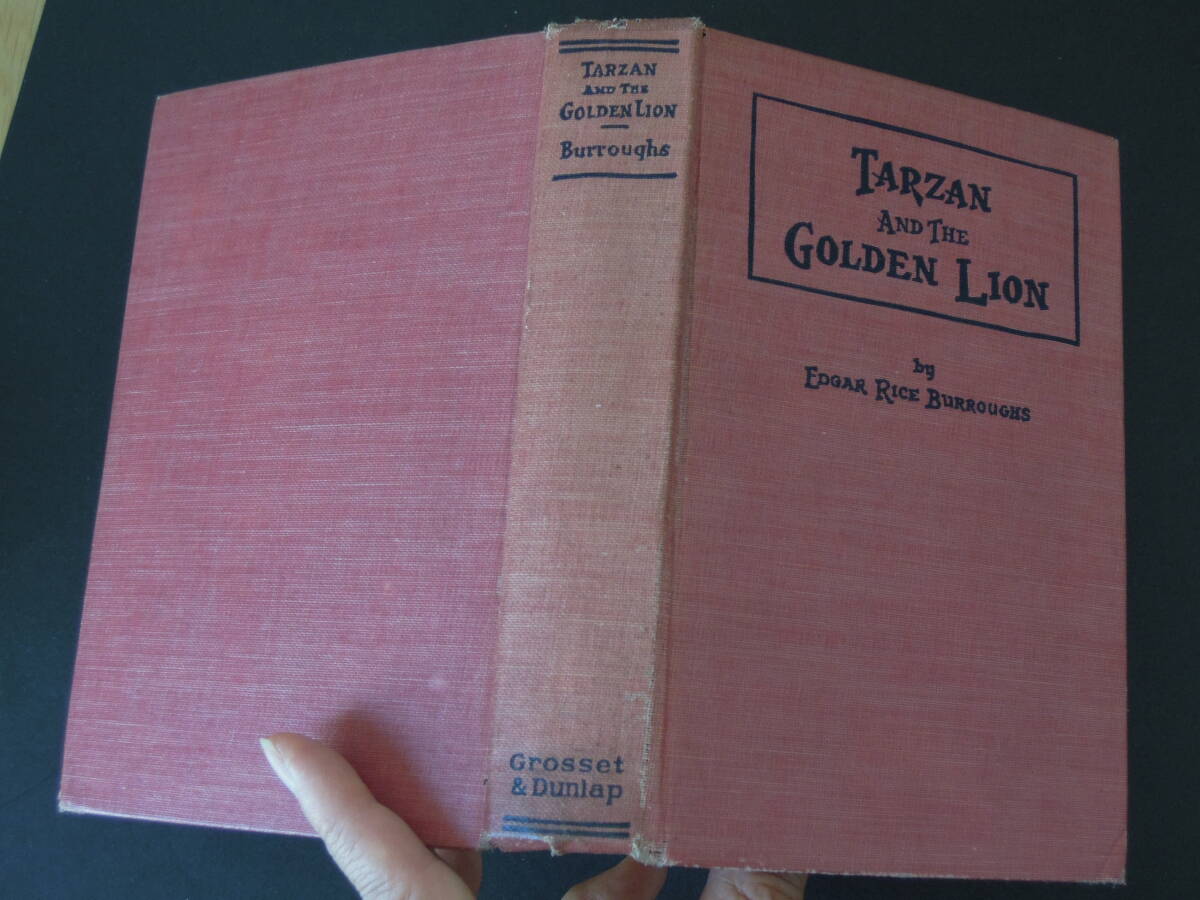 TARZAN
AND THE
GOLDEN LION
Burroughs
Grosset
& Dunlap
TARZAN
AND THE
GOLDEN LION
by
EDGAR RICE BURROUGHS